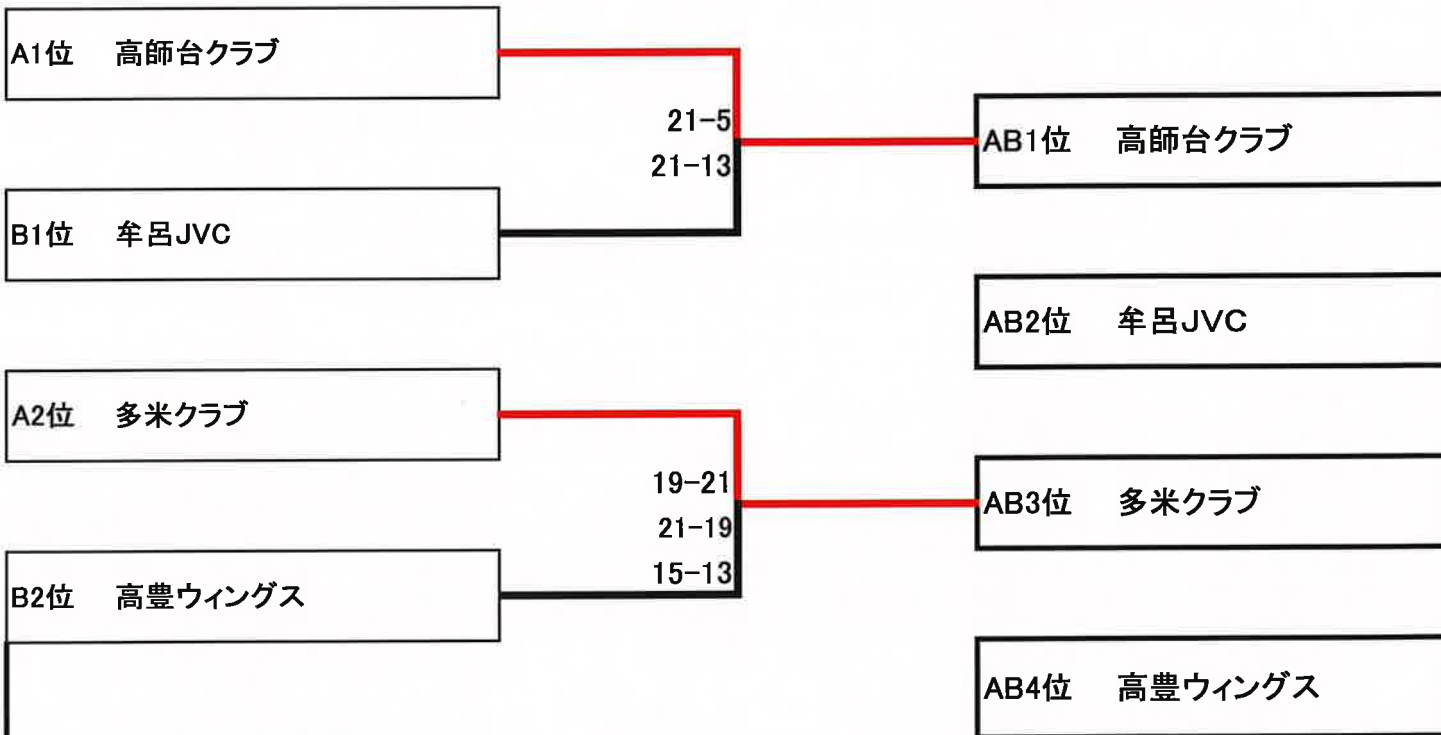 A1位 高師台クラブ
21-5
21-13
B1位 牟呂JVC
AB1位 高師台クラブ
AB2位 牟呂JVC
A2位 多米クラブ
19-21
21-19
15-13
B2位 高豊ウィングス
AB3位 多米クラブ
AB4位 高豊ウィングス